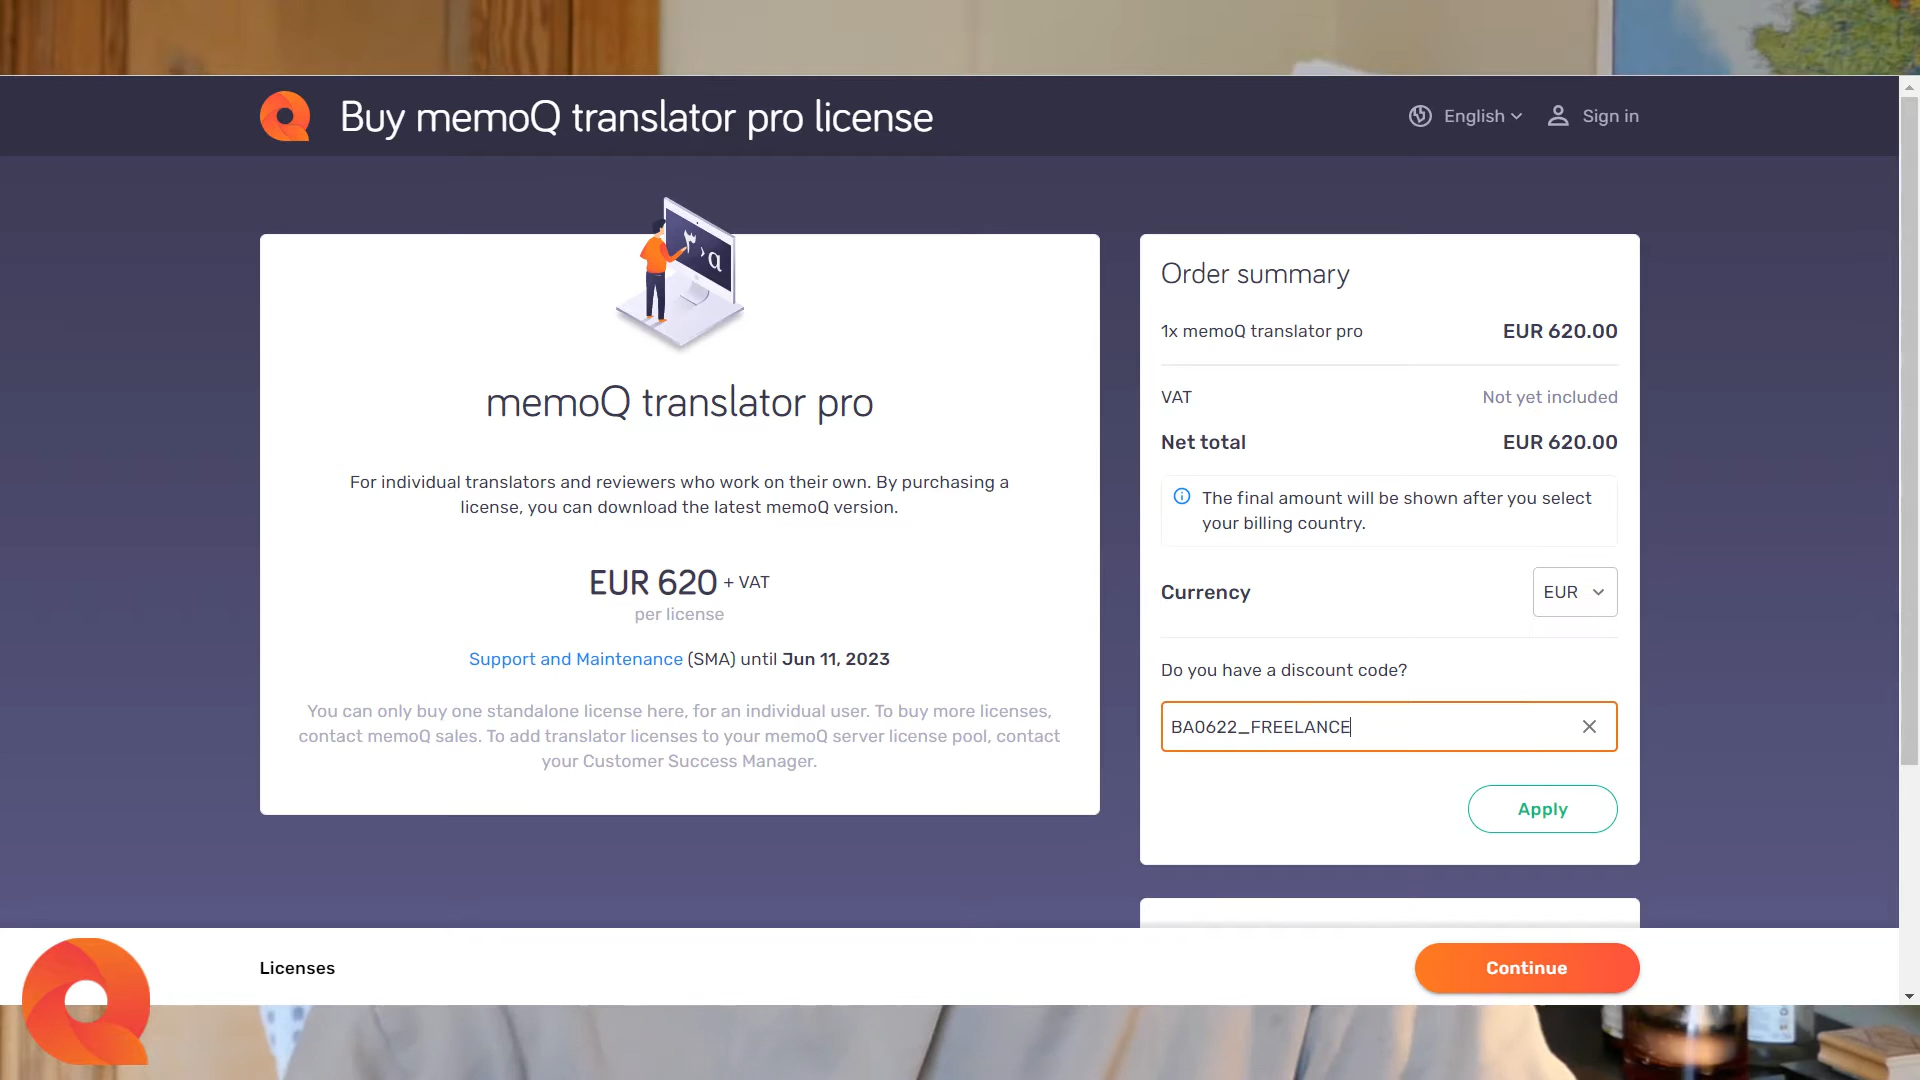 Buy memoQ translator pro license
English
Sign in
memoQ translator pro
For individual translators and reviewers who work on their own. By purchasing a
license, you can download the latest memoQ version.
EUR 620 + VAT
per license
Support and Maintenance (SMA) until Jun 11, 2023
You can only buy one standalone license here, for an individual user. To buy more licenses,
contact memoQ sales. To add translator licenses to your memoQ server license pool, contact
your Customer Success Manager.
Order summary
1x memoQ translator pro EUR 620.00
VAT Not yet included
Net total EUR 620.00
The final amount will be shown after you select
your billing country.
Currency EUR
Do you have a discount code?
BA0622_FREELANCE
Apply
Licenses
Continue